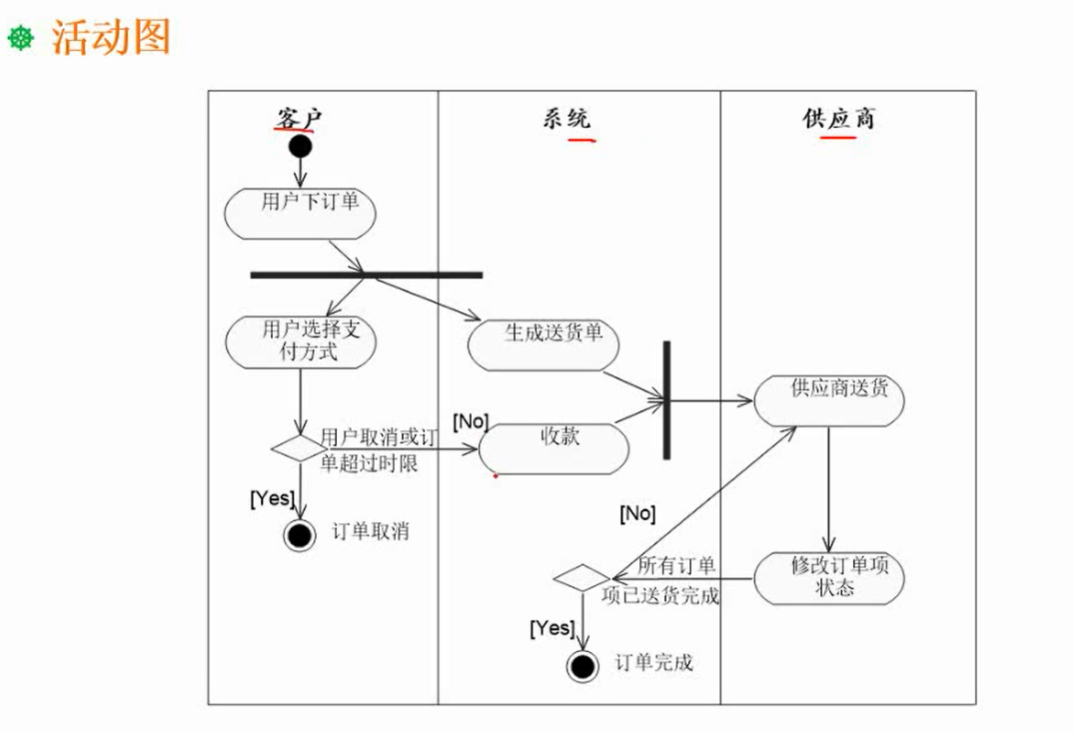 活动图
客户
系统
供应商
用户下订单
用户选择支
付方式
生成送货单
供应商送货
[No]
收款
用户取消或订
单超过时限
[Yes]
订单取消
[No]
所有订单
项已送货完成
修改订单项
状态
[Yes]
订单完成